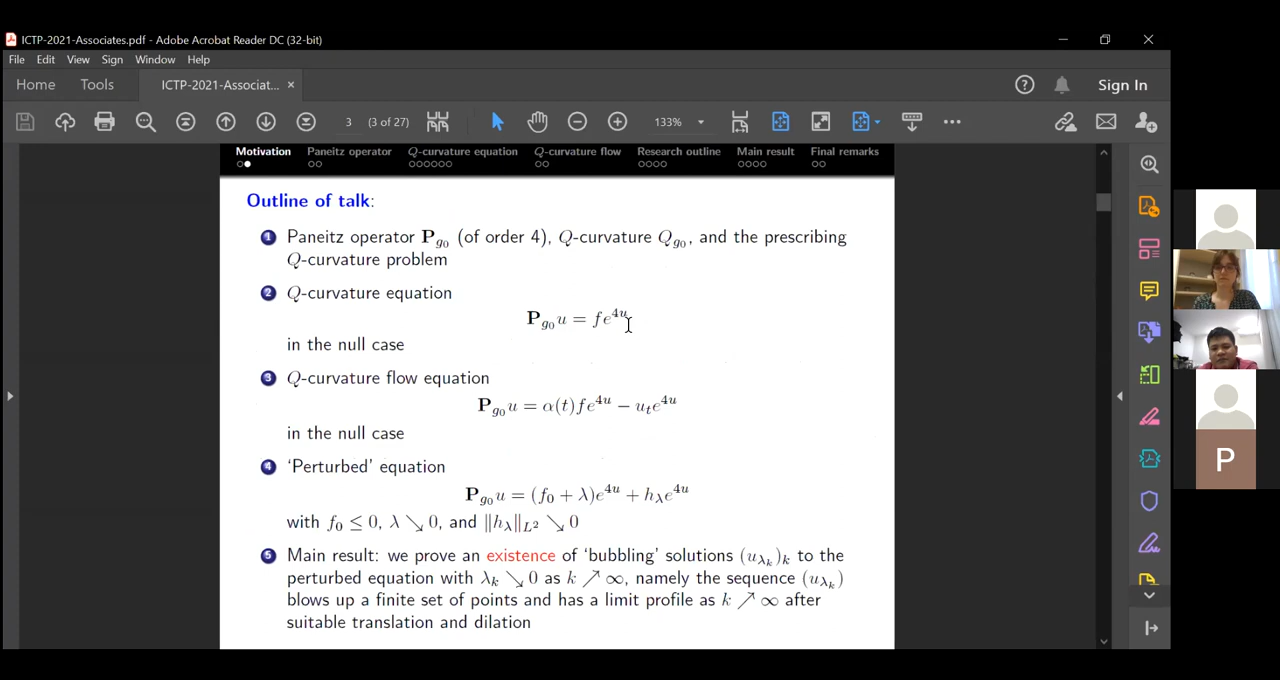 ICTP-2021-Associates.pdf - Adobe Acrobat Reader DC (32-bit)
File Edit View Sign Window Help
Home Tools ICTP-2021-Associat... × Sign In
3 (3 of 27) 133%
Motivation Paneitz operator Q-curvature equation Q-curvature flow Research outline Main result Final remarks
Outline of talk:
1 Paneitz operator P_{g_0} (of order 4), Q-curvature Q_{g_0}, and the prescribing
Q-curvature problem
2 Q-curvature equation
P_{g_0}u = fe^{4u}
in the null case
3 Q-curvature flow equation
P_{g_0}u = α(t)fe^{4u} − u_te^{4u}
in the null case
4 ‘Perturbed’ equation
P_{g_0}u = (f_0 + λ)e^{4u} + h_λe^{4u}
with f_0 ≤ 0, λ ↘ 0, and ‖h_λ‖_{L^2} ↘ 0
5 Main result: we prove an existence of ‘bubbling’ solutions (u_{λ_k})_k to the
perturbed equation with λ_k ↘ 0 as k ↗ ∞, namely the sequence (u_{λ_k})
blows up a finite set of points and has a limit profile as k ↗ ∞ after
suitable translation and dilation
P